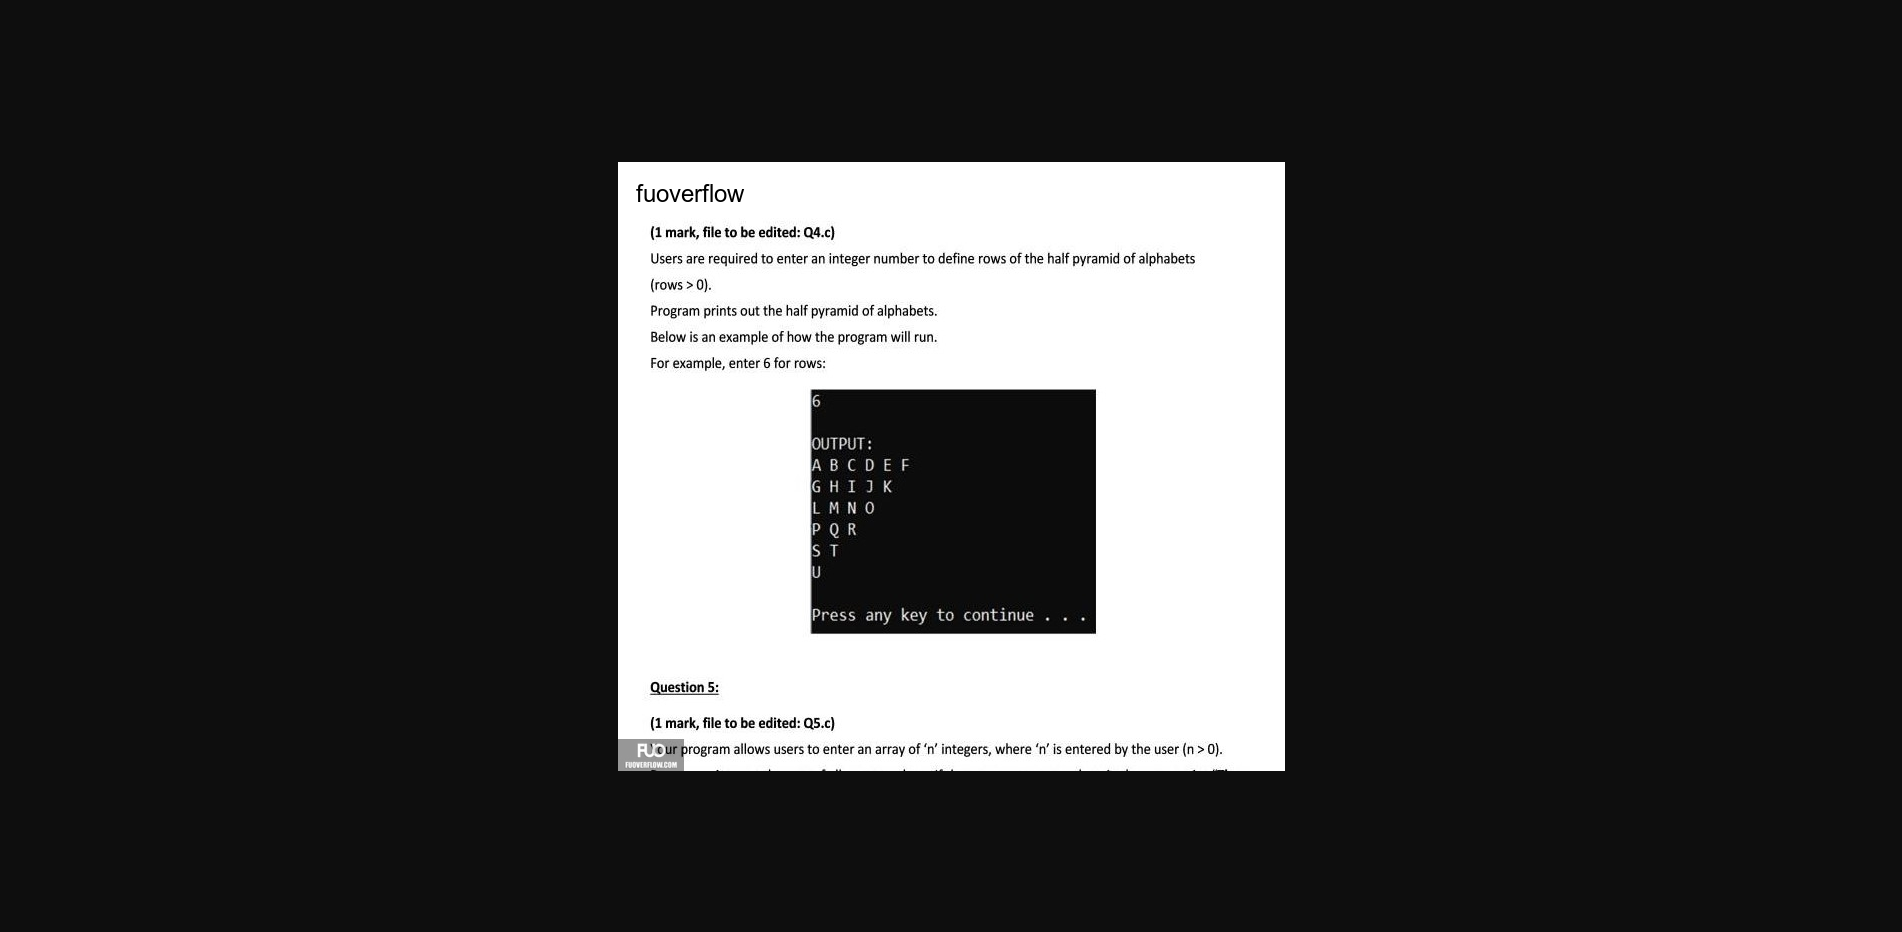 fuoverflow
(1 mark, file to be edited: Q4.c)
Users are required to enter an integer number to define rows of the half pyramid of alphabets
(rows > 0).
Program prints out the half pyramid of alphabets.
Below is an example of how the program will run.
For example, enter 6 for rows:
6
OUTPUT:
A B C D E F
G H I J K
L M N O
P Q R
S T
U
Press any key to continue . . .
Question 5:
(1 mark, file to be edited: Q5.c)
program allows users to enter an array of ‘n’ integers, where ‘n’ is entered by the user (n > 0).
FUO
FUOVERFLOW.COM